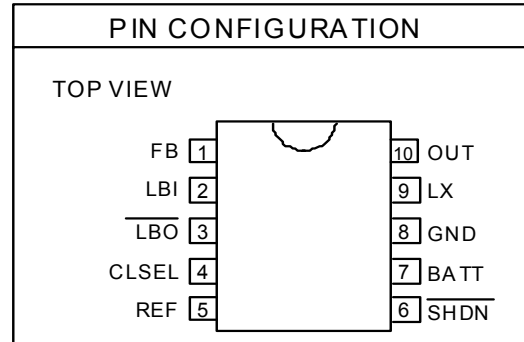 PIN CONFIGURATION
TOP VIEW
FB 1 10 OUT
LBI 2 9 LX
LBO 3 8 GND
CLSEL 4 7 BATT
REF 5 6 SHDN